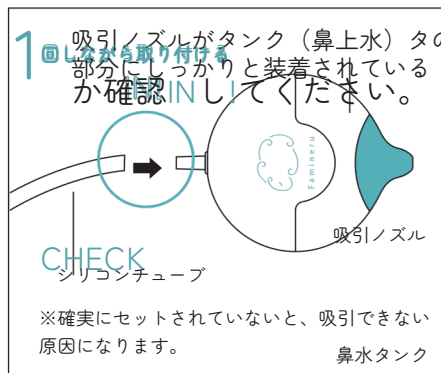 1
吸引ノズルがタンク（鼻上水）タの
回しながら取り付ける
部分にしっかりと装着されている
か確認してください。
IN!
Famineru
吸引ノズル
CHECK
シリコンチューブ
※確実にセットされていないと、吸引できない
原因になります。
鼻水タンク